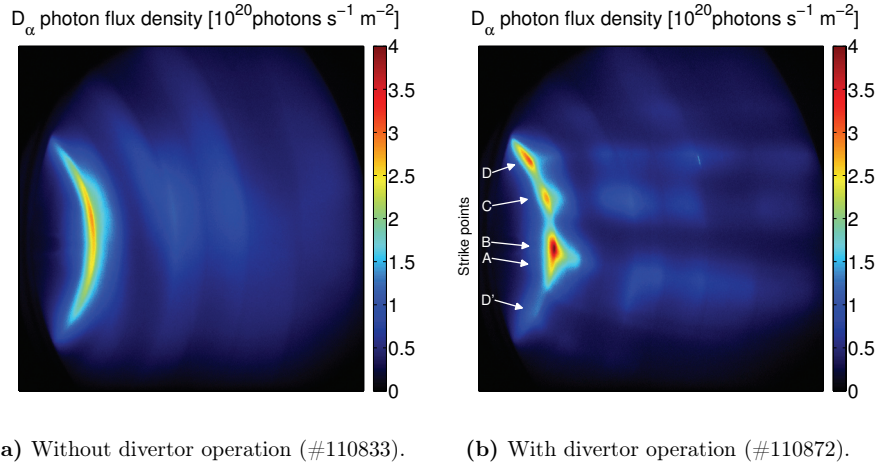 D_α photon flux density [10^20 photons s^−1 m^−2]
4
3.5
3
2.5
2
1.5
1
0.5
0
D_α photon flux density [10^20 photons s^−1 m^−2]
4
3.5
3
2.5
2
1.5
1
0.5
0
Strike points
D
C
B
A
D'
a) Without divertor operation (#110833).
(b) With divertor operation (#110872).